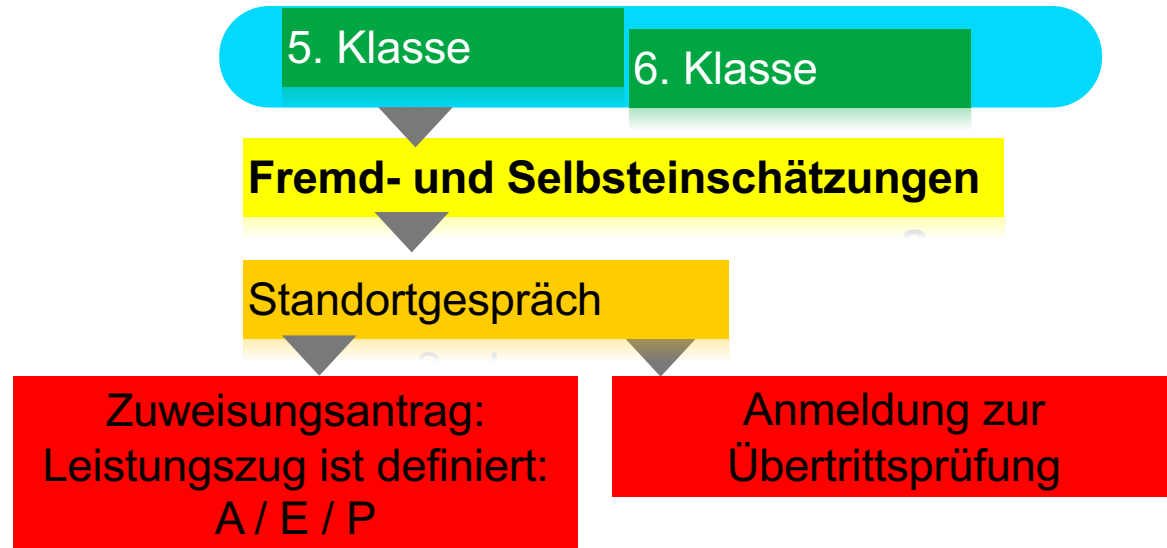 5. Klasse
6. Klasse
Fremd- und Selbsteinschätzungen
Standortgespräch
Zuweisungsantrag:
Leistungszug ist definiert:
A / E / P
Anmeldung zur
Übertrittsprüfung